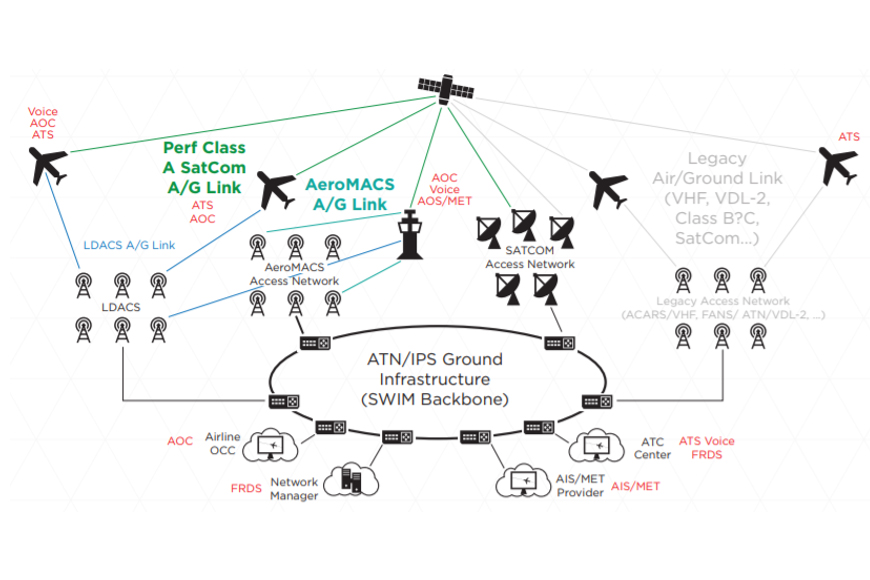 Voice
AOC
ATS
Perf Class
A SatCom
A/G Link
ATS
AOC
AeroMACS
A/G Link
AOC
Voice
AOS/MET
Legacy
Air/Ground Link
(VHF, VDL-2,
Class B?C,
SatCom...)
ATS
LDACS A/G Link
AeroMACS
Access Network
SATCOM
Access Network
LDACS
Legacy Access Network
(ACARS/VHF, FANS/ ATN/VDL-2, ...)
ATN/IPS Ground
Infrastructure
(SWIM Backbone)
AOC
Airline
OCC
FRDS
Network
Manager
AIS/MET
Provider
AIS/MET
ATC
Center
ATS Voice
FRDS